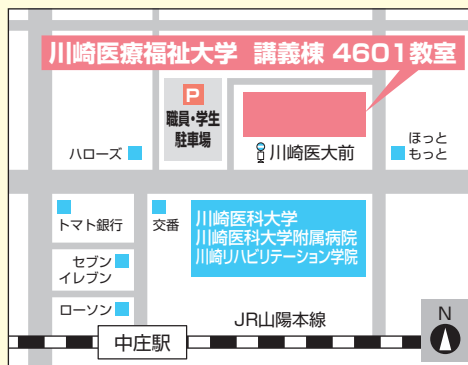 川崎医療福祉大学 講義棟 4601教室
P
職員・学生
駐車場
川崎医大前
ハローズ
ほっと
もっと
トマト銀行
交番
川崎医科大学
川崎医科大学附属病院
川崎リハビリテーション学院
セブン
イレブン
ローソン
JR山陽本線
中庄駅
N